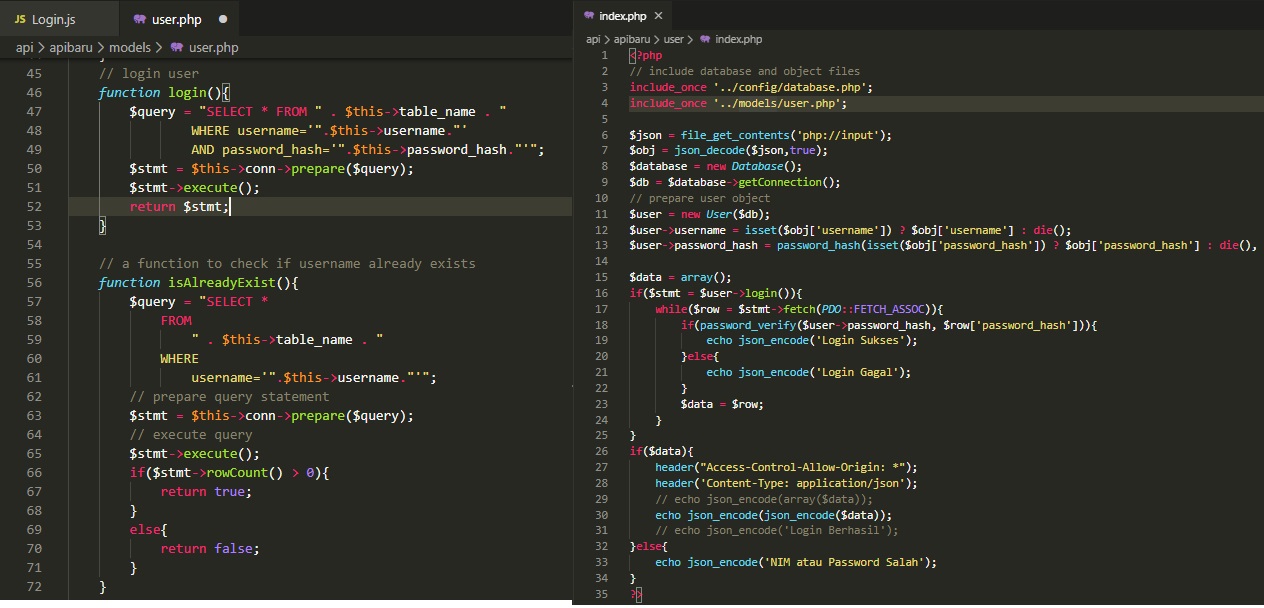 Login.js
user.php
api > apibaru > models > user.php
45 // login user
46 function login(){
47 $query = "SELECT * FROM " . $this->table_name . "
48 WHERE username='".$this->username."'
49 AND password_hash='".$this->password_hash."'";
50 $stmt = $this->conn->prepare($query);
51 $stmt->execute();
52 return $stmt;
53 }
54
55 // a function to check if username already exists
56 function isAlreadyExist(){
57 $query = "SELECT *
58 FROM
59 " . $this->table_name . "
60 WHERE
61 username='".$this->username."'";
62 // prepare query statement
63 $stmt = $this->conn->prepare($query);
64 // execute query
65 $stmt->execute();
66 if($stmt->rowCount() > 0){
67 return true;
68 }
69 else{
70 return false;
71 }
72 }
index.php
api > apibaru > user > index.php
1 <?php
2 // include database and object files
3 include_once '../config/database.php';
4 include_once '../models/user.php';
5
6 $json = file_get_contents('php://input');
7 $obj = json_decode($json,true);
8 $database = new Database();
9 $db = $database->getConnection();
10 // prepare user object
11 $user = new User($db);
12 $user->username = isset($obj['username']) ? $obj['username'] : die();
13 $user->password_hash = password_hash(isset($obj['password_hash']) ? $obj['password_hash'] : die(),
14
15 $data = array();
16 if($stmt = $user->login()){
17 while($row = $stmt->fetch(PDO::FETCH_ASSOC)){
18 if(password_verify($user->password_hash, $row['password_hash'])){
19 echo json_encode('Login Sukses');
20 }else{
21 echo json_encode('Login Gagal');
22 }
23 $data = $row;
24 }
25 }
26 if($data){
27 header("Access-Control-Allow-Origin: *");
28 header('Content-Type: application/json');
29 // echo json_encode(array($data));
30 echo json_encode(json_encode($data));
31 // echo json_encode('Login Berhasil');
32 }else{
33 echo json_encode('NIM atau Password Salah');
34 }
35 ?>